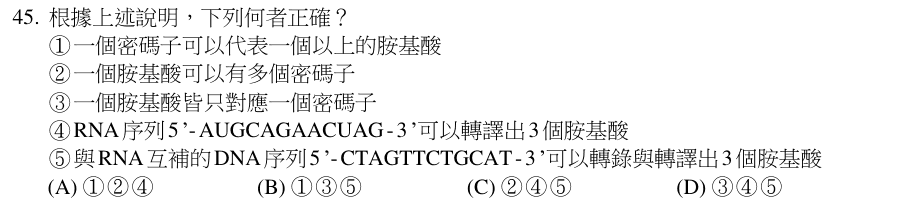 45. 根據上述說明，下列何者正確？
①一個密碼子可以代表一個以上的胺基酸
②一個胺基酸可以有多個密碼子
③一個胺基酸皆只對應一個密碼子
④RNA序列5’-AUGCAGAACUAG-3’可以轉譯出3個胺基酸
⑤與RNA互補的DNA序列5’-CTAGTTCTGCAT-3’可以轉錄與轉譯出3個胺基酸
(A) ①②④ (B) ①③⑤ (C) ②④⑤ (D) ③④⑤